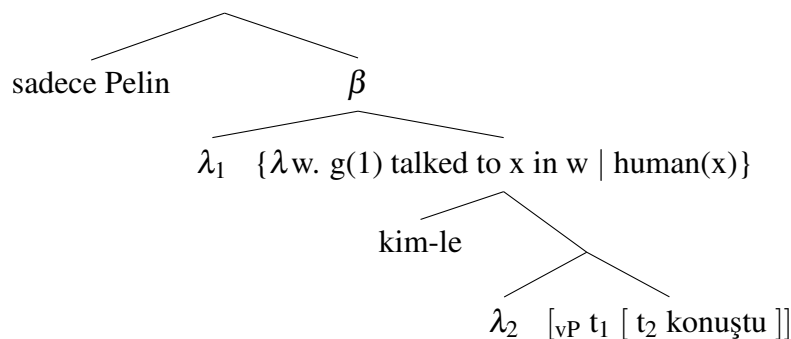 sadece Pelin β
λ₁ {λw. g(1) talked to x in w | human(x)}
kim-le
λ₂ [vP t₁ [ t₂ konuştu ]]